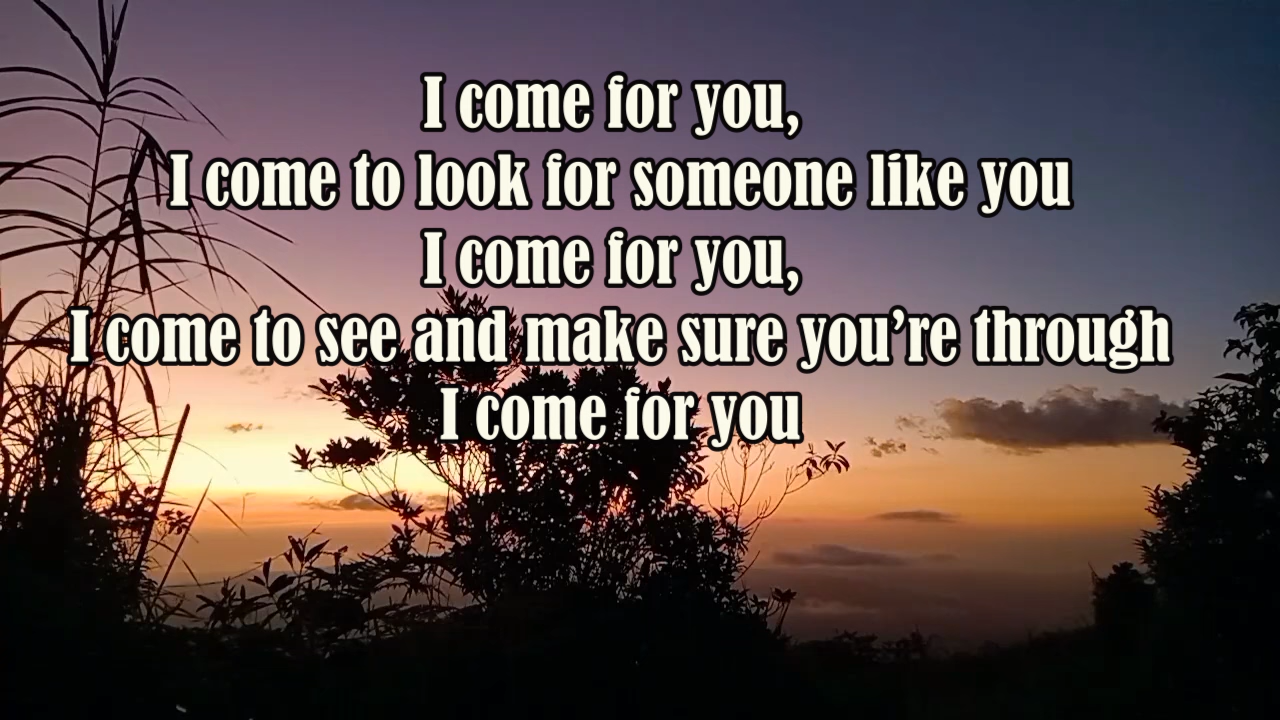 I come for you,
I come to look for someone like you
I come for you,
I come to see and make sure you’re through
I come for you